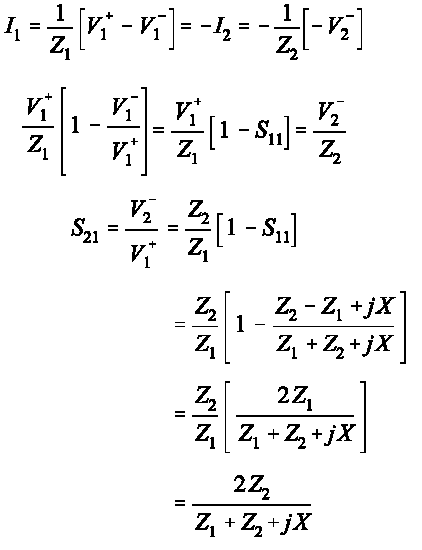 I₁ = 1/Z₁ [V₁⁺ − V₁⁻] = −I₂ = −1/Z₂ [−V₂⁻]
V₁⁺/Z₁ [1 − V₁⁻/V₁⁺] = V₁⁺/Z₁ [1 − S₁₁] = V₂⁻/Z₂
S₂₁ = V₂⁻/V₁⁺ = Z₂/Z₁ [1 − S₁₁]
= Z₂/Z₁ [1 − (Z₂ − Z₁ + jX)/(Z₁ + Z₂ + jX)]
= Z₂/Z₁ [2Z₁/(Z₁ + Z₂ + jX)]
= 2Z₂/(Z₁ + Z₂ + jX)